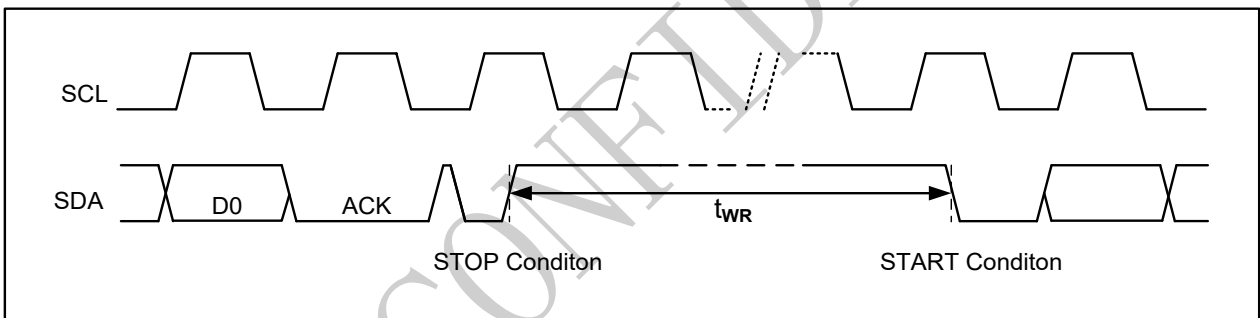 SCL
SDA
D0
ACK
tWR
STOP Conditon
START Conditon